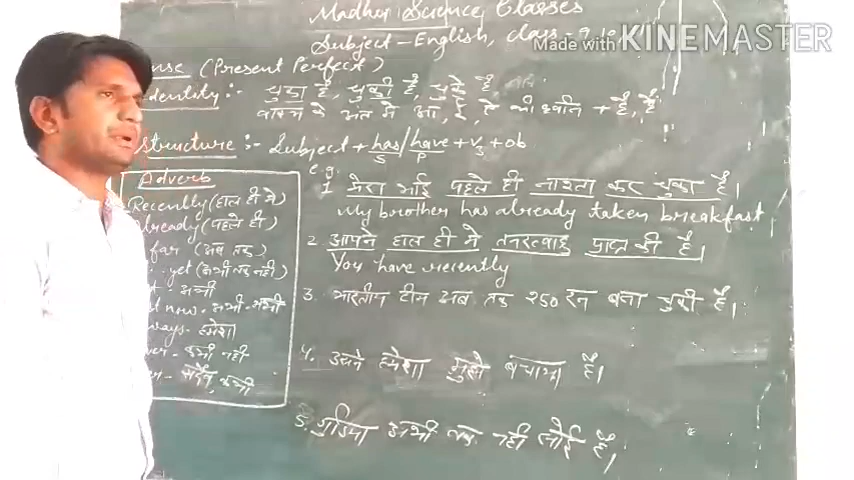 Madhav Science Classes
Subject - English, class - 9, 10,
Made with KINEMASTER
nse (Present Perfect)
dentity :- चुका है, चुकी है, चुके है
वाक्य के अंत मे आ, ई, ए की ध्वनि + है, हैं
Structure :- Subject + has/have + V3 + ob
S P
e.g.
1 मेरा भाई पहले ही नाश्ता कर चुका है।
My brother has already taken breakfast
2. आपने हाल ही मे तनख्वाह प्राप्त की है।
You have recently
3. भारतीय टीम अब तक 250 रन बना चुकी है।
4. उसने हमेशा मुझे बचाया है।
5. गुड़िया अभी तक नही लौटी है।
Adverb
Recently (हाल ही मे)
Already (पहले ही)
far (अब तक)
yet (अभी तक नही)
t - अभी
t now - अभी-अभी
ways - हमेशा
ver - कभी नही
कभी